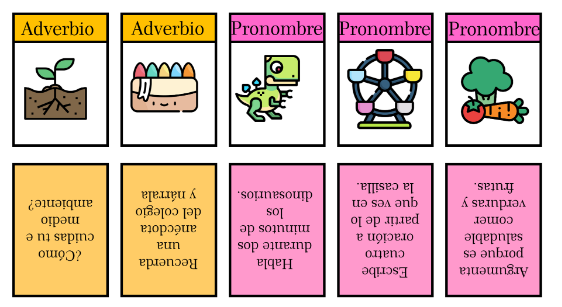 Adverbio
Adverbio
Pronombre
Pronombre
Pronombre
¿Cómo
cuidas tu e
medio
ambiente?
Recuerda
una
anécdota
del colegio
y nárrala
Habla
durante dos
minutos de
los
dinosaurios.
Escribe
cuatro
oración a
partir de lo
que ves en
la casilla.
Argumenta
porque es
saludable
comer
verduras y
frutas.